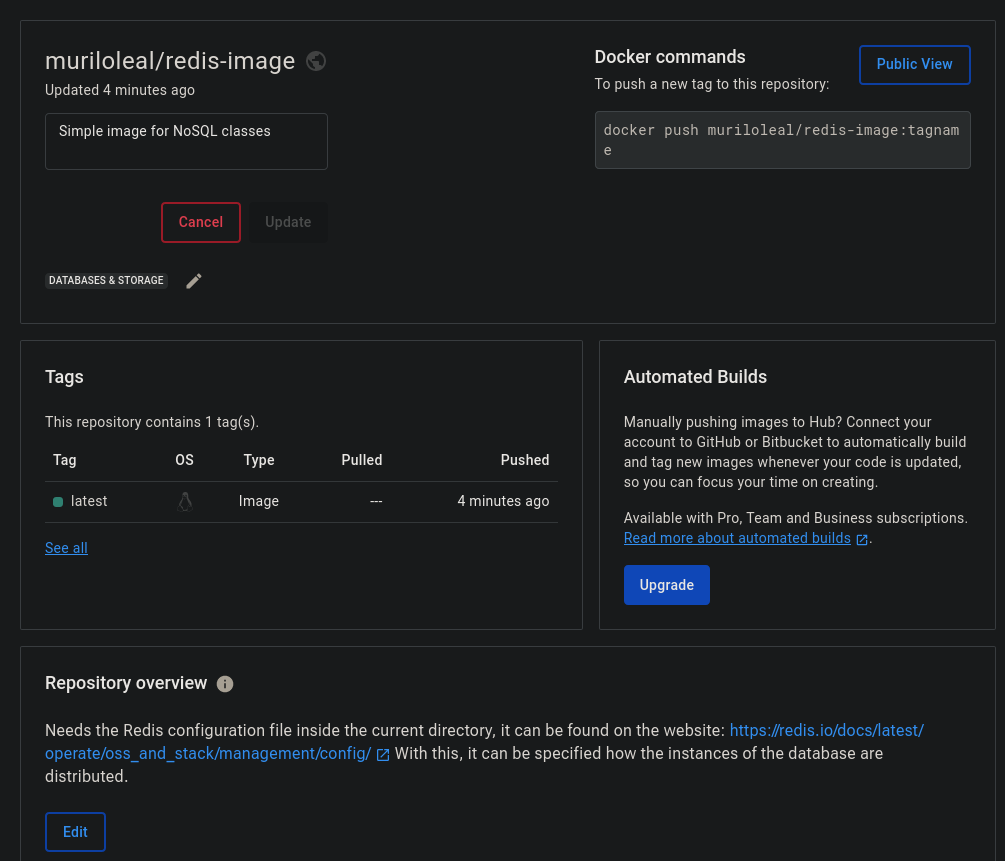 muriloleal/redis-image
Updated 4 minutes ago
Simple image for NoSQL classes
Cancel
Update
DATABASES & STORAGE
Docker commands
To push a new tag to this repository:
Public View
docker push muriloleal/redis-image:tagnam
e
Tags
This repository contains 1 tag(s).
Tag OS Type Pulled Pushed
latest Image --- 4 minutes ago
See all
Automated Builds
Manually pushing images to Hub? Connect your
account to GitHub or Bitbucket to automatically build
and tag new images whenever your code is updated,
so you can focus your time on creating.
Available with Pro, Team and Business subscriptions.
Read more about automated builds .
Upgrade
Repository overview
Needs the Redis configuration file inside the current directory, it can be found on the website: https://redis.io/docs/latest/
operate/oss_and_stack/management/config/ With this, it can be specified how the instances of the database are
distributed.
Edit